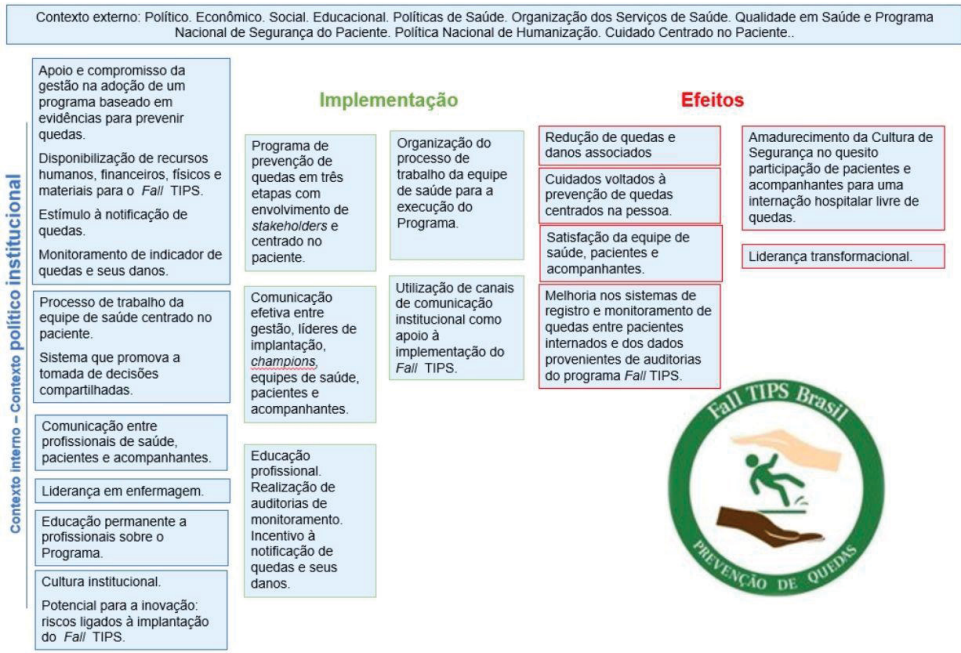 Contexto externo: Político. Econômico. Social. Educacional. Políticas de Saúde. Organização dos Serviços de Saúde. Qualidade em Saúde e Programa
Nacional de Segurança do Paciente. Política Nacional de Humanização. Cuidado Centrado no Paciente..
Contexto interno – Contexto político institucional
Apoio e compromisso da
gestão na adoção de um
programa baseado em
evidências para prevenir
quedas.
Disponibilização de recursos
humanos, financeiros, físicos e
materiais para o Fall TIPS.
Estímulo à notificação de
quedas.
Monitoramento de indicador de
quedas e seus danos.
Processo de trabalho da
equipe de saúde centrado no
paciente.
Sistema que promova a
tomada de decisões
compartilhadas.
Comunicação entre
profissionais de saúde,
pacientes e acompanhantes.
Liderança em enfermagem.
Educação permanente a
profissionais sobre o
Programa.
Cultura institucional.
Potencial para a inovação:
riscos ligados à implantação
do Fall TIPS.
Implementação
Programa de
prevenção de
quedas em três
etapas com
envolvimento de
stakeholders e
centrado no
paciente.
Comunicação
efetiva entre
gestão, líderes de
implantação,
champions,
equipes de saúde,
pacientes e
acompanhantes.
Educação
profissional.
Realização de
auditorias de
monitoramento.
Incentivo à
notificação de
quedas e seus
danos.
Organização do
processo de
trabalho da equipe
de saúde para a
execução do
Programa.
Utilização de canais
de comunicação
institucional como
apoio à
implementação do
Fall TIPS.
Efeitos
Redução de quedas e
danos associados
Cuidados voltados à
prevenção de quedas
centrados na pessoa.
Satisfação da equipe de
saúde, pacientes e
acompanhantes.
Melhoria nos sistemas de
registro e monitoramento de
quedas entre pacientes
internados e dos dados
provenientes de auditorias
do programa Fall TIPS.
Amadurecimento da Cultura de
Segurança no quesito
participação de pacientes e
acompanhantes para uma
internação hospitalar livre de
quedas.
Liderança transformacional.
Fall TIPS Brasil
PREVENÇÃO DE QUEDAS